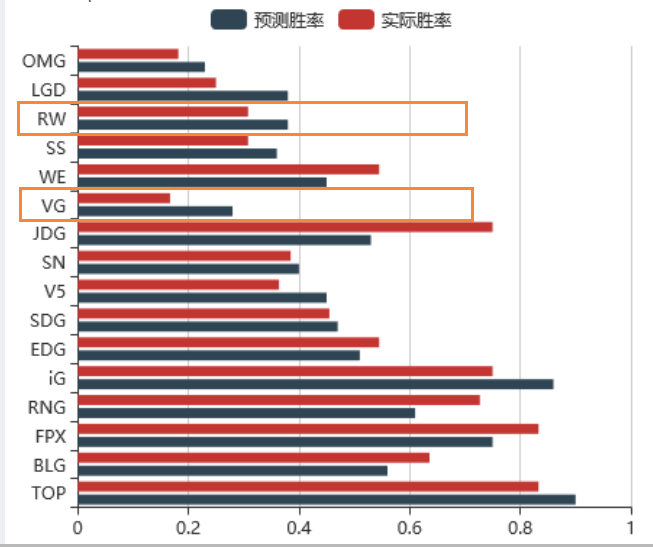 预测胜率 实际胜率
OMG
LGD
RW
SS
WE
VG
JDG
SN
V5
SDG
EDG
iG
RNG
FPX
BLG
TOP
0 0.2 0.4 0.6 0.8 1